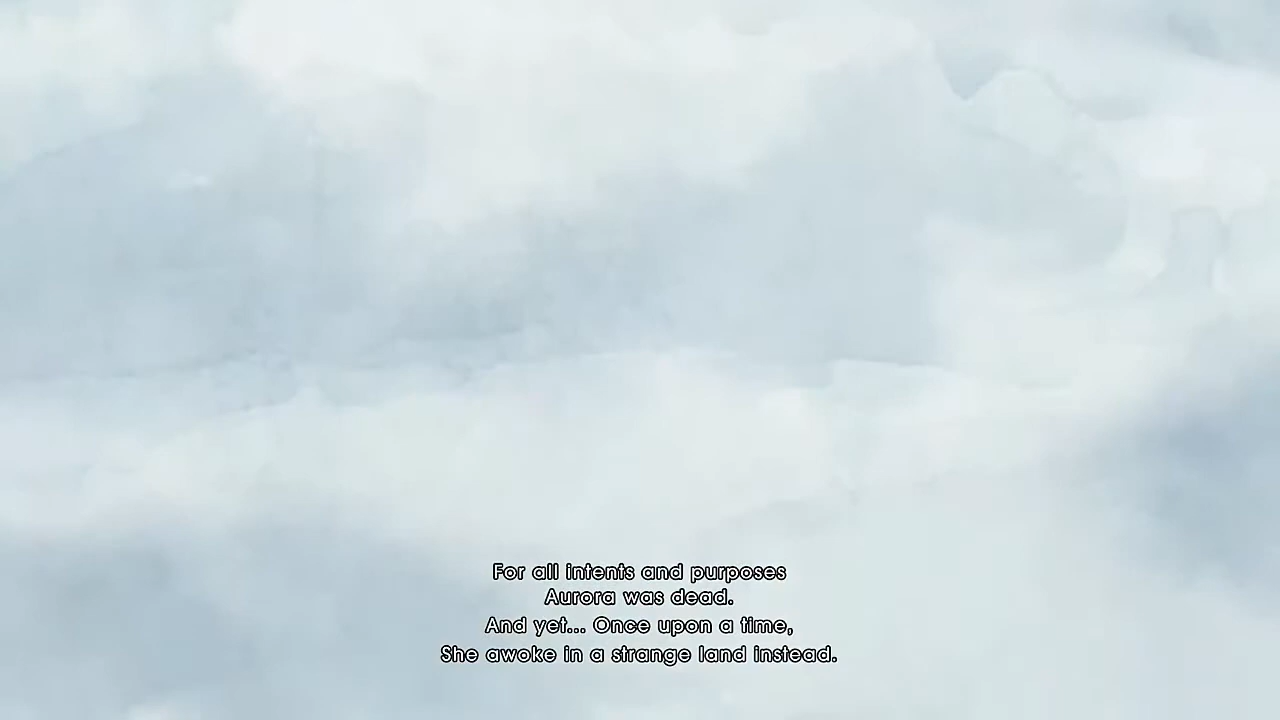 For all intents and purposes
Aurora was dead.
And yet... Once upon a time,
She awoke in a strange land instead.